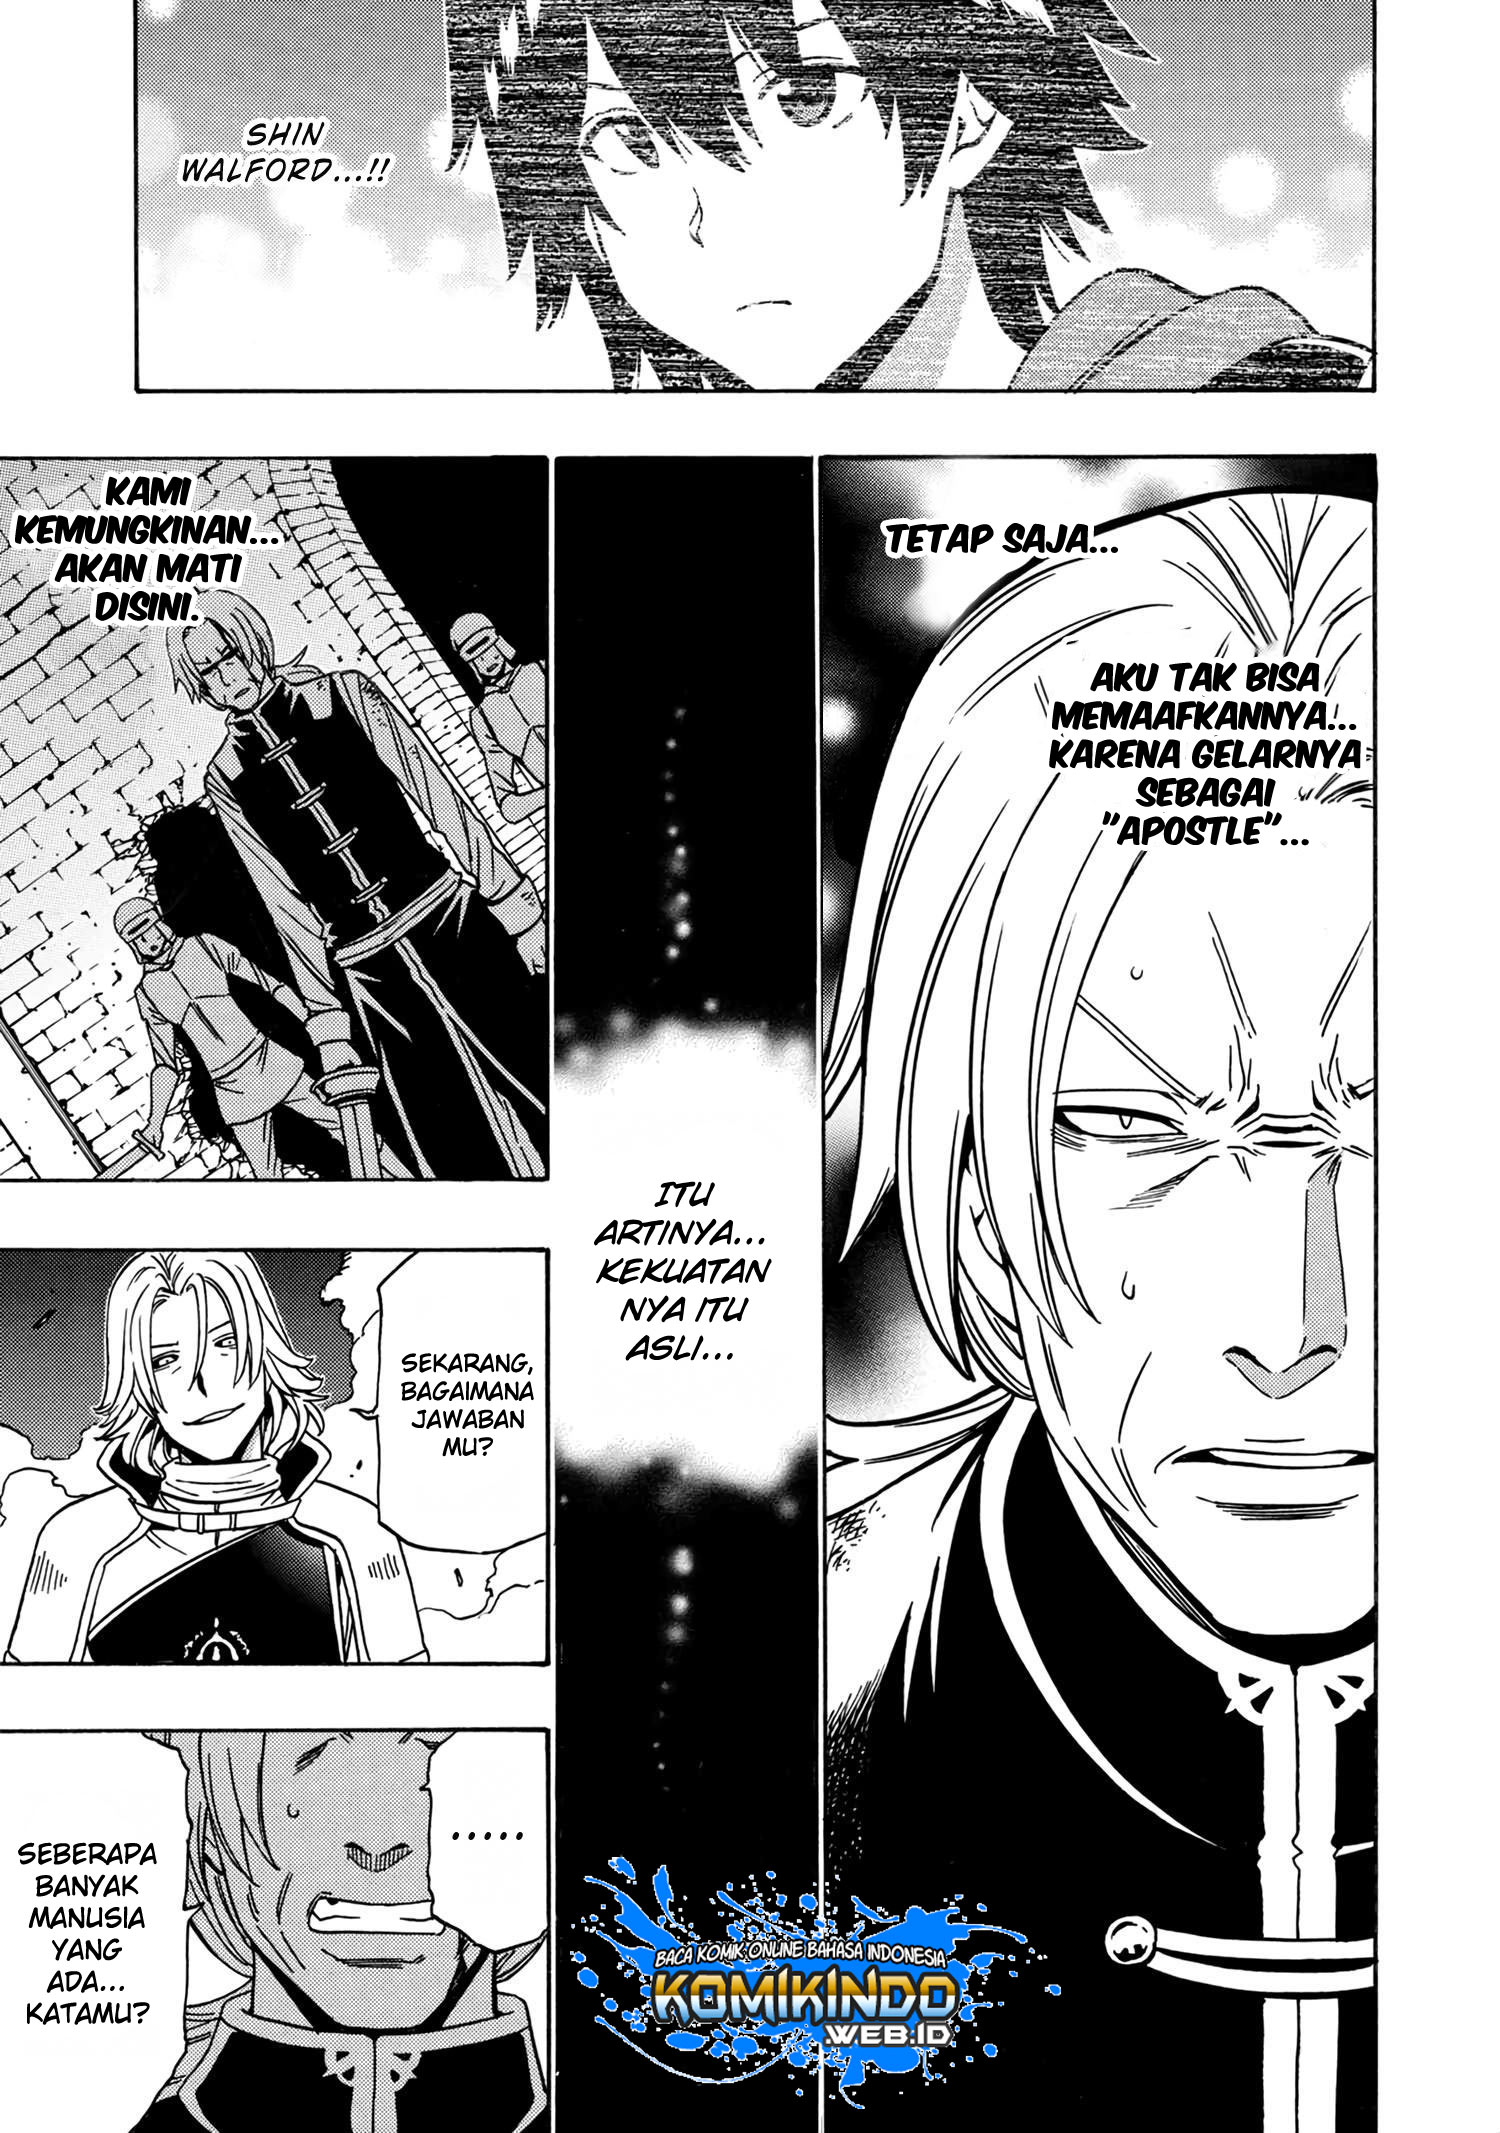 SHIN
WALFORD...!!
TETAP SAJA...
AKU TAK BISA
MEMAAFKANNYA...
KARENA GELARNYA
SEBAGAI
"APOSTLE"...
ITU
ARTINYA...
KEKUATAN
NYA ITU
ASLI...
KAMI
KEMUNGKINAN...
AKAN MATI
DISINI.
SEKARANG,
BAGAIMANA
JAWABAN
MU?
.....
SEBERAPA
BANYAK
MANUSIA
YANG
ADA...
KATAMU?
BACA KOMIK ONLINE BAHASA INDONESIA
KOMIKINDO
.WEB.ID